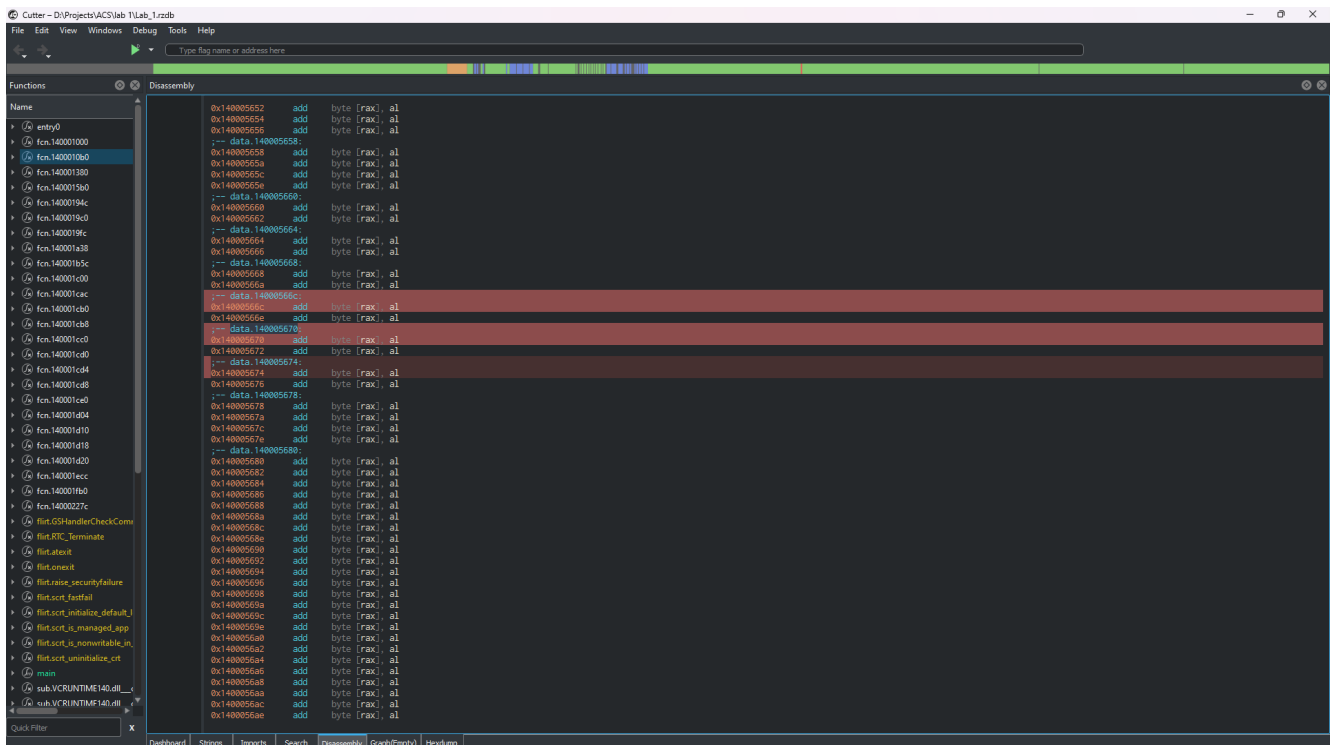 Cutter – D:\Projects\ACS\lab 1\Lab_1.rzdb
File Edit View Windows Debug Tools Help
Type flag name or address here
Functions
Name
entry0
fcn.140001000
fcn.1400010b0
fcn.140001380
fcn.1400015b0
fcn.14000194c
fcn.1400019c0
fcn.1400019fc
fcn.140001a38
fcn.140001b5c
fcn.140001c00
fcn.140001cac
fcn.140001cb0
fcn.140001cb8
fcn.140001cc0
fcn.140001cd0
fcn.140001cd4
fcn.140001cd8
fcn.140001ce0
fcn.140001d04
fcn.140001d10
fcn.140001d18
fcn.140001d20
fcn.140001ecc
fcn.140001fb0
fcn.14000227c
flirt.GSHandlerCheckComm
flirt.RTC_Terminate
flirt.atexit
flirt.onexit
flirt.raise_securityfailure
flirt.scrt_fastfail
flirt.scrt_initialize_default_l
flirt.scrt_is_managed_app
flirt.scrt_is_nonwritable_in_
flirt.scrt_uninitialize_crt
main
sub.VCRUNTIME140.dll__
sub.VCRUNTIME140.dll
Quick Filter X
Disassembly
0x140005652 add byte [rax], al
0x140005654 add byte [rax], al
0x140005656 add byte [rax], al
;-- data.140005658:
0x140005658 add byte [rax], al
0x14000565a add byte [rax], al
0x14000565c add byte [rax], al
0x14000565e add byte [rax], al
;-- data.140005660:
0x140005660 add byte [rax], al
0x140005662 add byte [rax], al
;-- data.140005664:
0x140005664 add byte [rax], al
0x140005666 add byte [rax], al
;-- data.140005668:
0x140005668 add byte [rax], al
0x14000566a add byte [rax], al
;-- data.14000566c:
0x14000566c add byte [rax], al
0x14000566e add byte [rax], al
;-- data.140005670:
0x140005670 add byte [rax], al
0x140005672 add byte [rax], al
;-- data.140005674:
0x140005674 add byte [rax], al
0x140005676 add byte [rax], al
;-- data.140005678:
0x140005678 add byte [rax], al
0x14000567a add byte [rax], al
0x14000567c add byte [rax], al
0x14000567e add byte [rax], al
;-- data.140005680:
0x140005680 add byte [rax], al
0x140005682 add byte [rax], al
0x140005684 add byte [rax], al
0x140005686 add byte [rax], al
0x140005688 add byte [rax], al
0x14000568a add byte [rax], al
0x14000568c add byte [rax], al
0x14000568e add byte [rax], al
0x140005690 add byte [rax], al
0x140005692 add byte [rax], al
0x140005694 add byte [rax], al
0x140005696 add byte [rax], al
0x140005698 add byte [rax], al
0x14000569a add byte [rax], al
0x14000569c add byte [rax], al
0x14000569e add byte [rax], al
0x1400056a0 add byte [rax], al
0x1400056a2 add byte [rax], al
0x1400056a4 add byte [rax], al
0x1400056a6 add byte [rax], al
0x1400056a8 add byte [rax], al
0x1400056aa add byte [rax], al
0x1400056ac add byte [rax], al
0x1400056ae add byte [rax], al
Dashboard Strings Imports Search Disassembly Graph(Empty) Hexdump